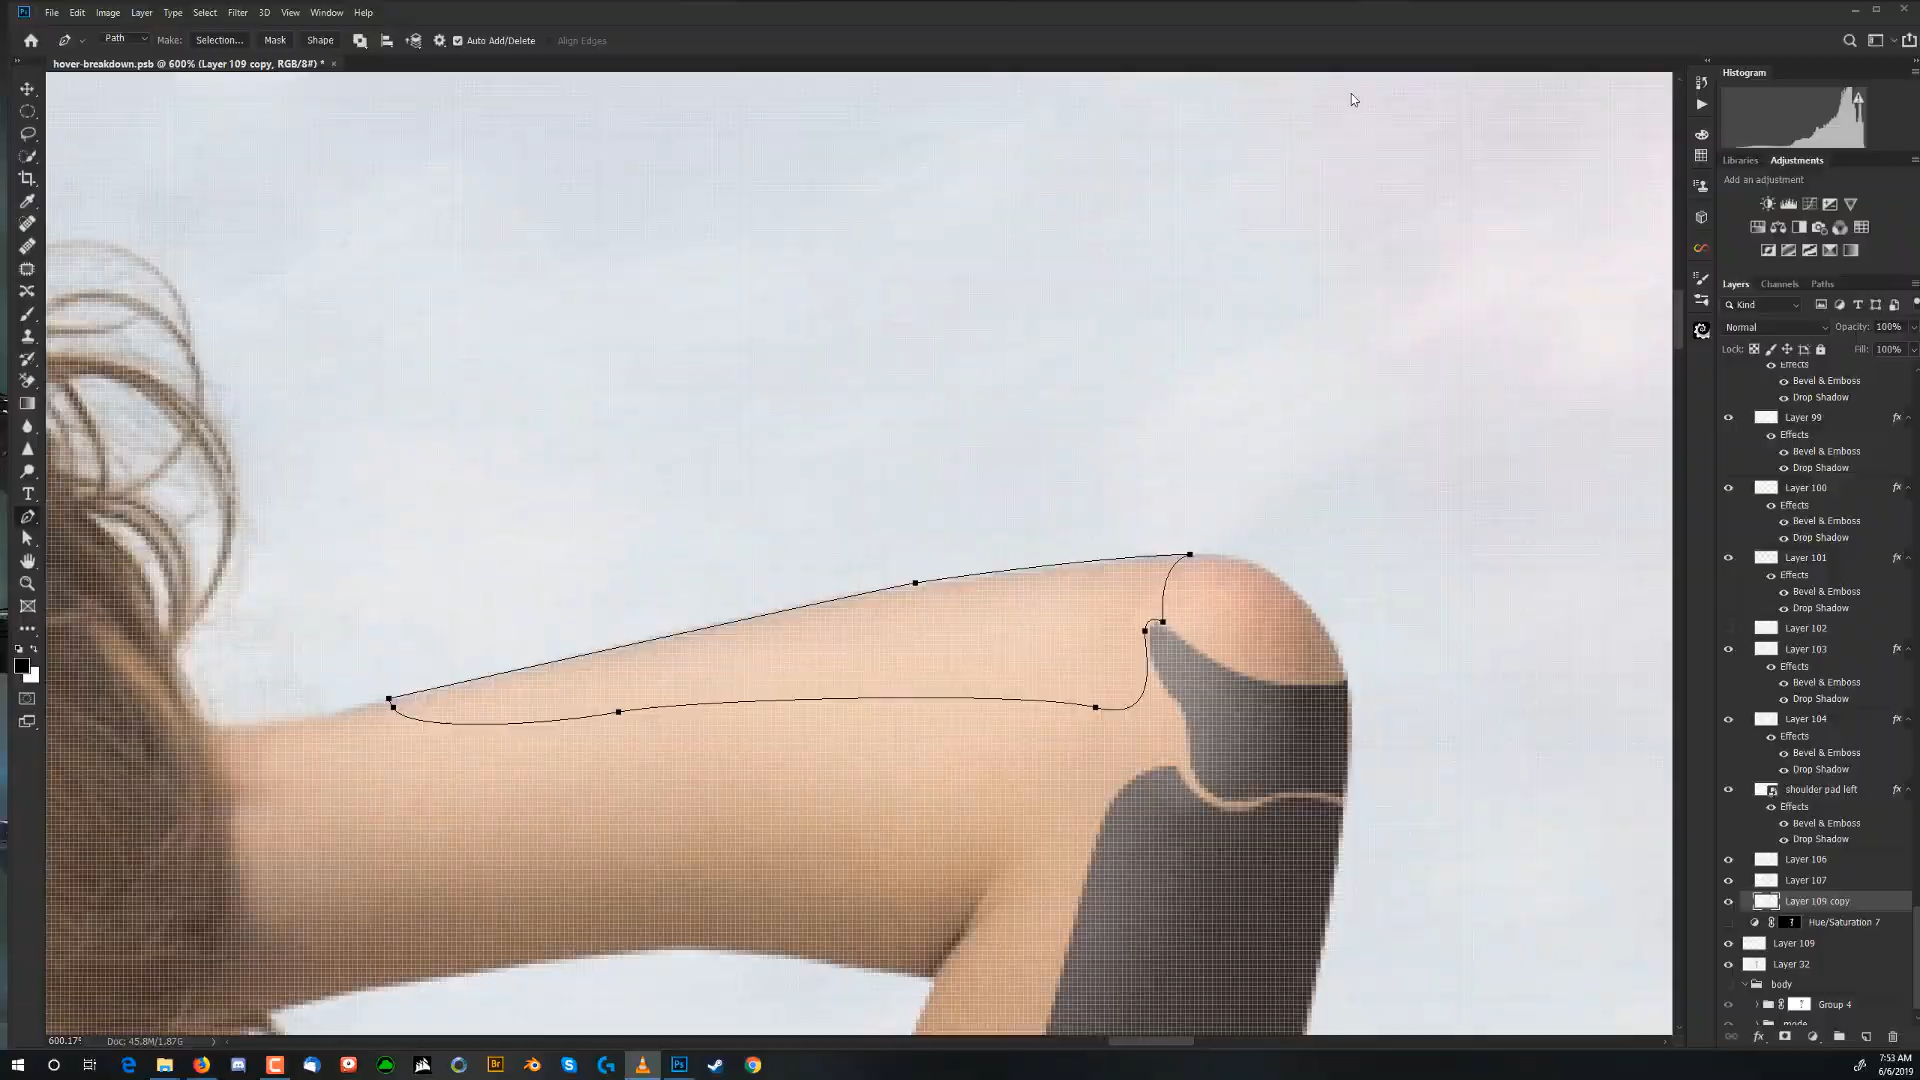 File Edit Image Layer Type Select Filter 3D View Window Help
Path Make: Selection... Mask Shape Auto Add/Delete Align Edges
hover-breakdown.psb @ 600% (Layer 109 copy, RGB/8#) *
Histogram
Libraries Adjustments
Add an adjustment
Layers Channels Paths
Kind
Normal Opacity: 100%
Lock: Fill: 100%
Effects
Bevel & Emboss
Drop Shadow
Layer 99
Effects
Bevel & Emboss
Drop Shadow
Layer 100
Effects
Bevel & Emboss
Drop Shadow
Layer 101
Effects
Bevel & Emboss
Drop Shadow
Layer 102
Layer 103
Effects
Bevel & Emboss
Drop Shadow
Layer 104
Effects
Bevel & Emboss
Drop Shadow
shoulder pad left
Effects
Bevel & Emboss
Drop Shadow
Layer 106
Layer 107
Layer 109 copy
Hue/Saturation 7
Layer 109
Layer 32
body
Group 4
600.17% Doc: 45.8M/1.87G
7:53 AM
6/6/2019